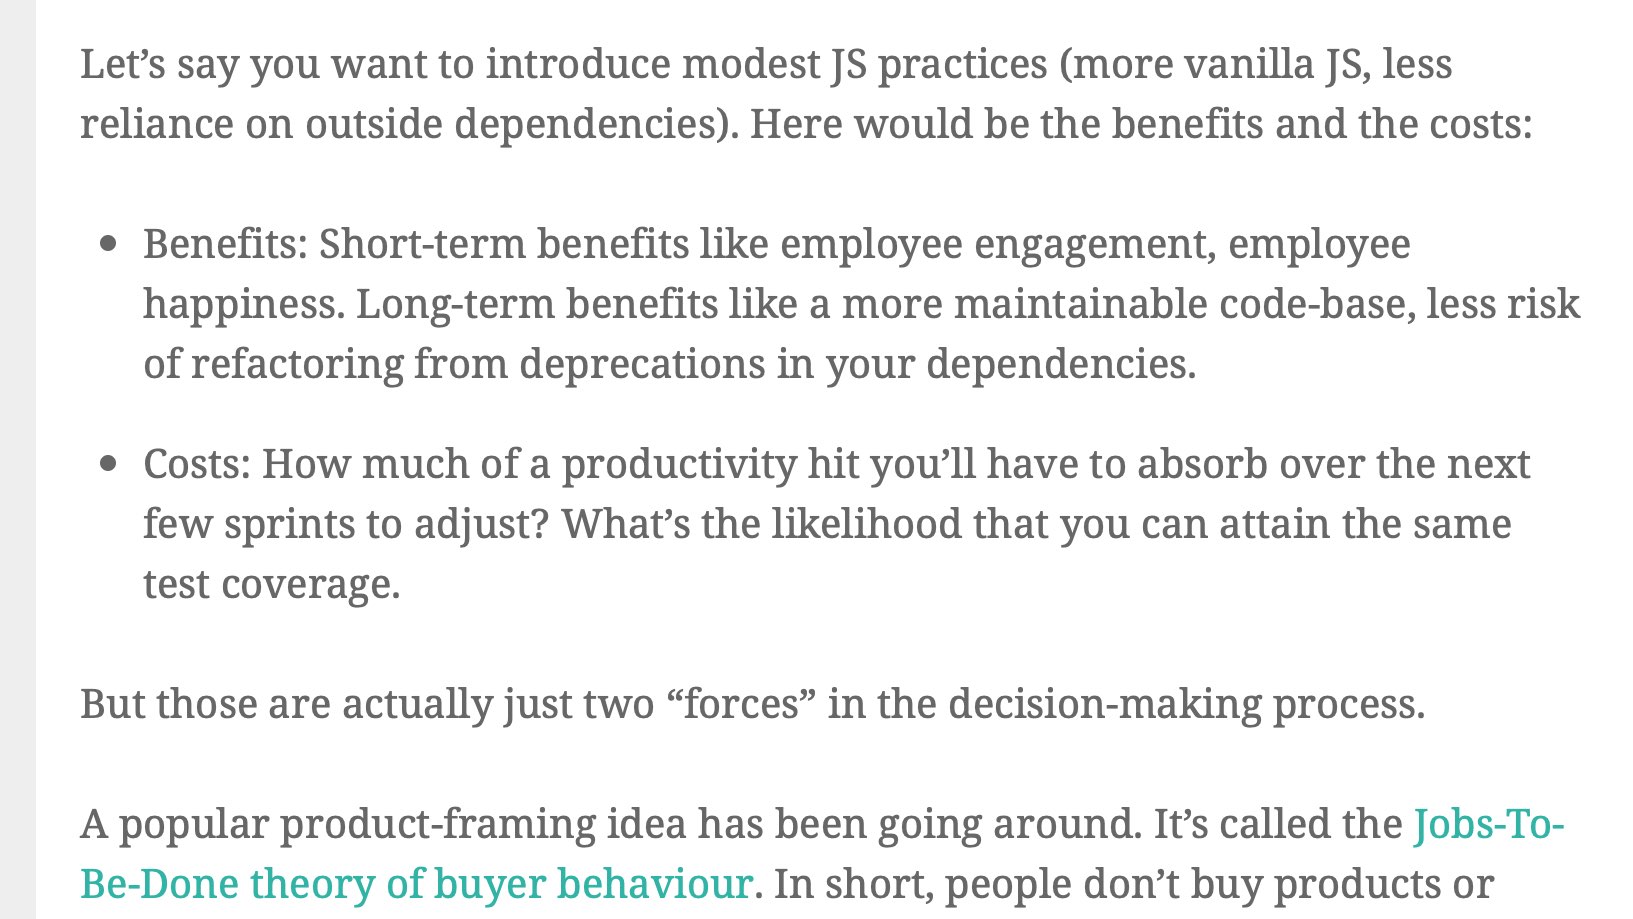 Let’s say you want to introduce modest JS practices (more vanilla JS, less
reliance on outside dependencies). Here would be the benefits and the costs:
• Benefits: Short-term benefits like employee engagement, employee
happiness. Long-term benefits like a more maintainable code-base, less risk
of refactoring from deprecations in your dependencies.
• Costs: How much of a productivity hit you’ll have to absorb over the next
few sprints to adjust? What’s the likelihood that you can attain the same
test coverage.
But those are actually just two “forces” in the decision-making process.
A popular product-framing idea has been going around. It’s called the Jobs-To-
Be-Done theory of buyer behaviour. In short, people don’t buy products or